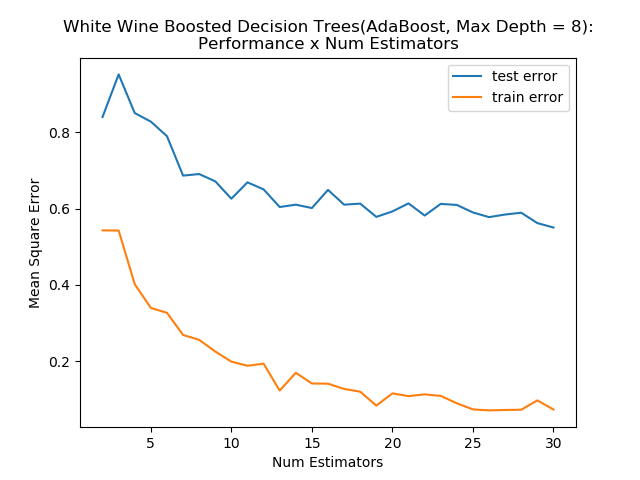 White Wine Boosted Decision Trees(AdaBoost, Max Depth = 8):
Performance x Num Estimators
test error
train error
Mean Square Error
0.8
0.6
0.4
0.2
5
10
15
20
25
30
Num Estimators